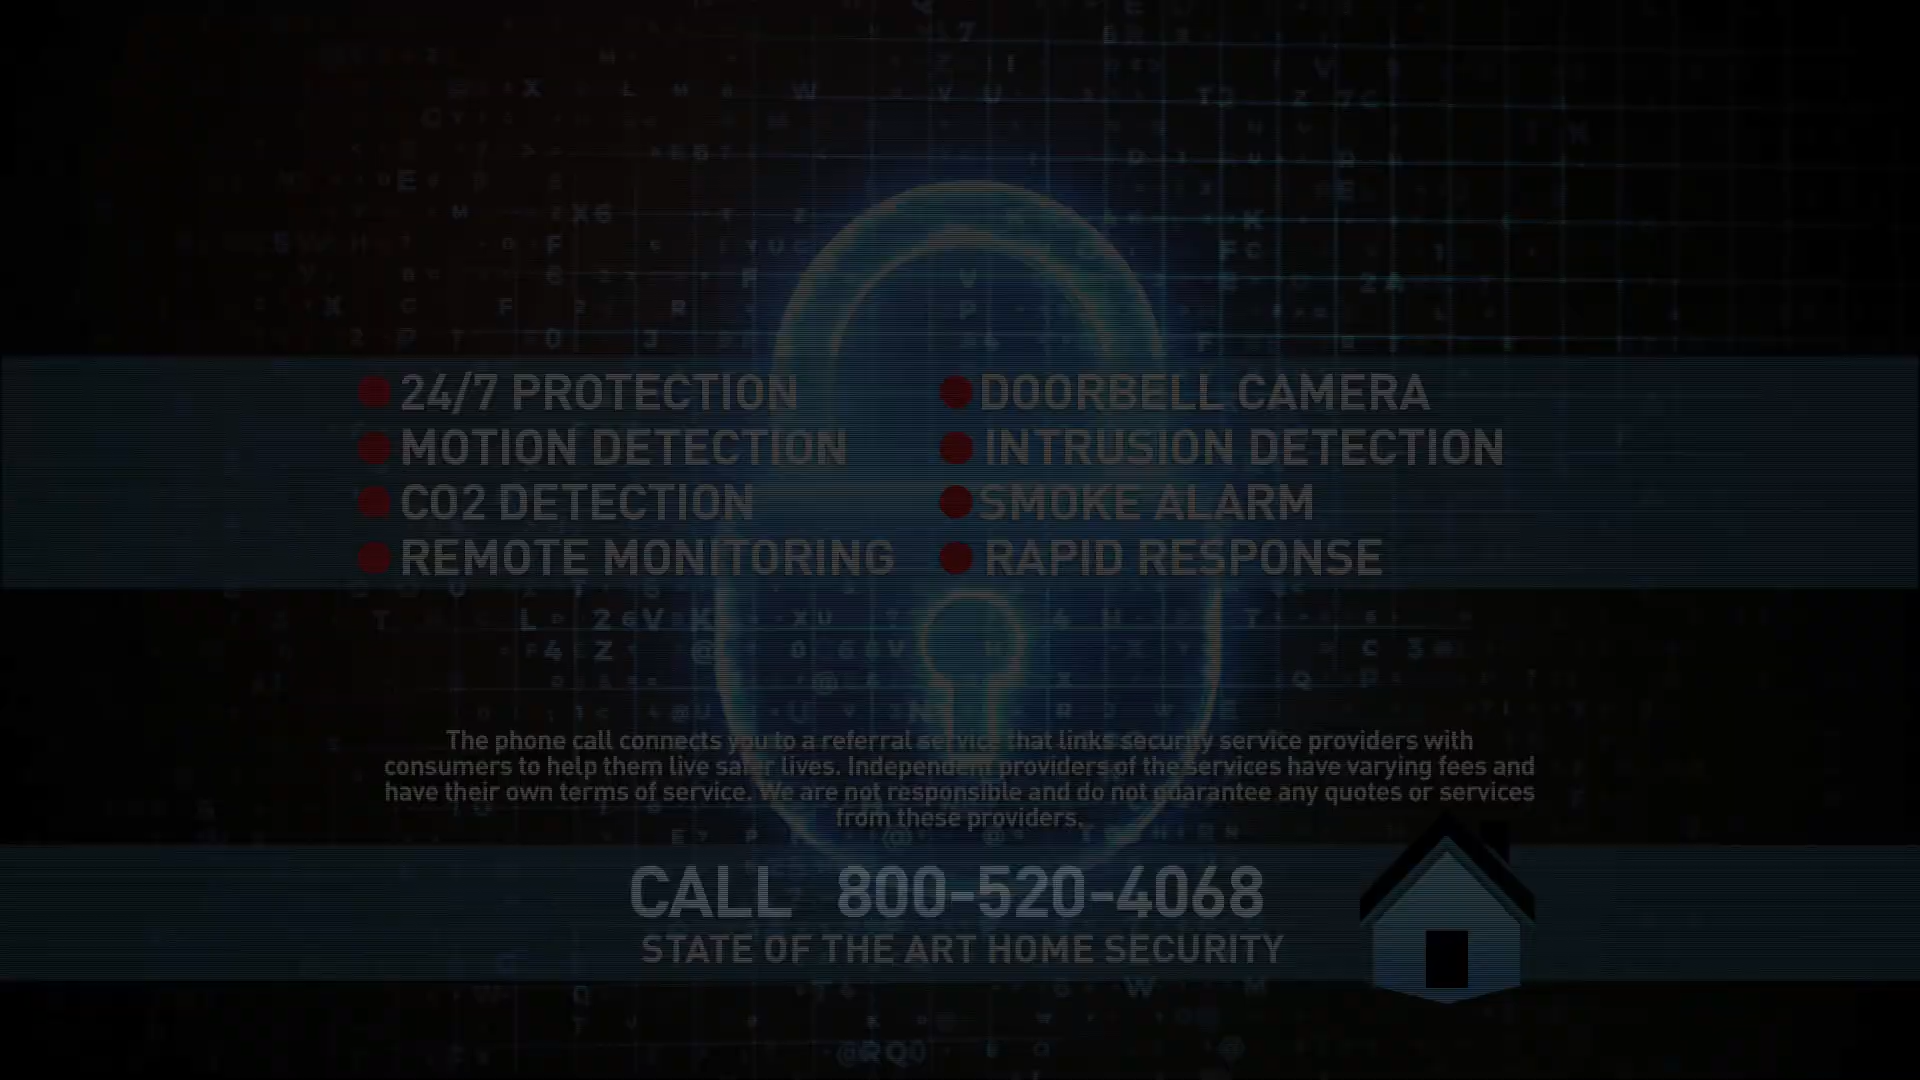 24/7 PROTECTION
MOTION DETECTION
CO2 DETECTION
REMOTE MONITORING
DOORBELL CAMERA
INTRUSION DETECTION
SMOKE ALARM
RAPID RESPONSE
The phone call connects you to a referral service that links security service providers with
consumers to help them live safer lives. Independent providers of the services have varying fees and
have their own terms of service. We are not responsible and do not guarantee any quotes or services
from these providers.
CALL 800-520-4068
STATE OF THE ART HOME SECURITY